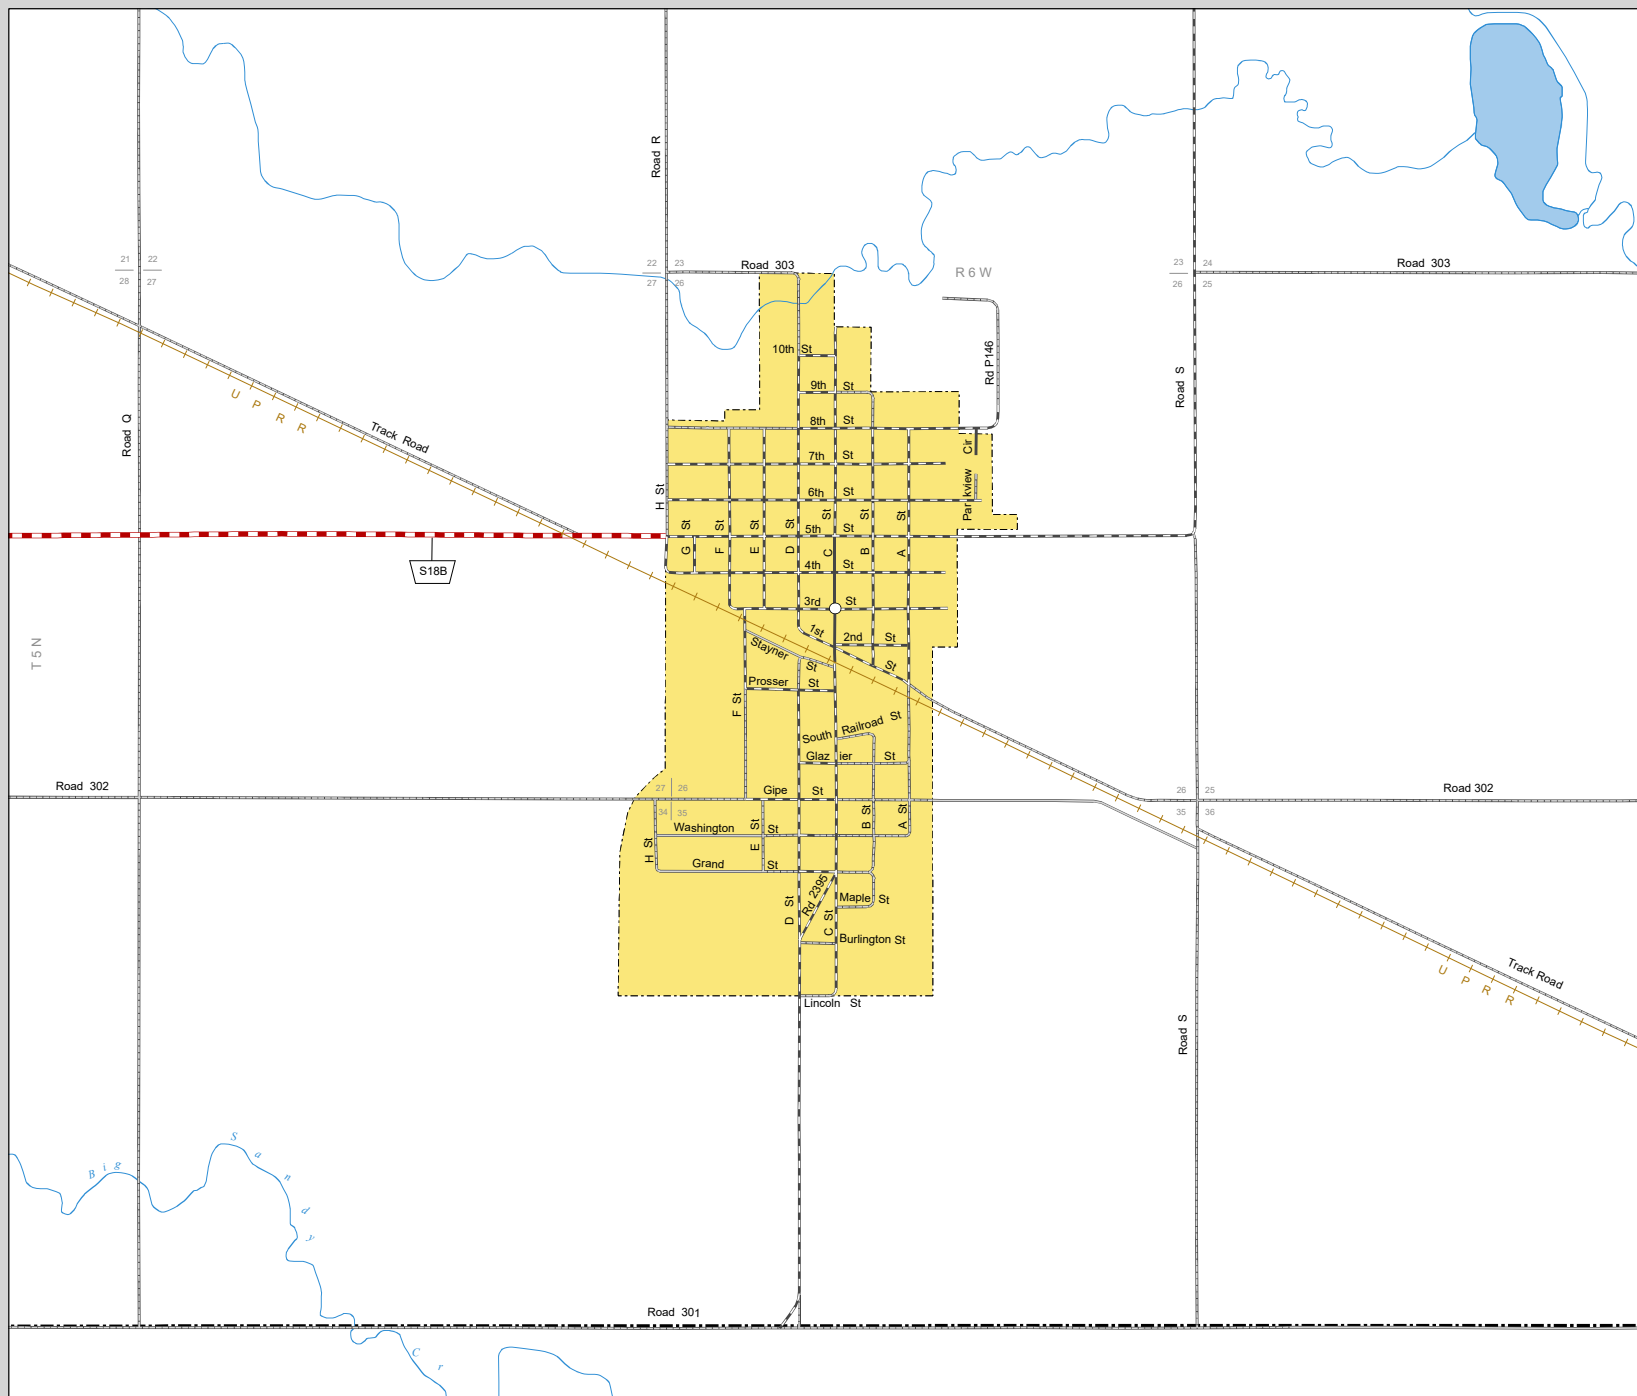 Road R
21 22
28 27
22 23
27 26
Road 303
R 6 W
23 24
26 25
Road 303
10th St
Rd P146
9th St
Road S
Road Q
U P R R
Track Road
8th St
Cir
7th St
Parkview
H St
6th St
G St
F St
E St
D St
C St
B St
A St
5th St
S18B
4th St
3rd St
1st St
2nd St
T 5 N
Stayner St
Prosser St
F St
South Railroad St
Glazier St
Road 302
27 26
34 35
Gipe St
26 25
35 36
Road 302
Washington St
H St
E St
B St
A St
Grand St
Rd 2395
D St
C St
Maple St
Burlington St
Lincoln St
Track Road
U P R R
Road S
Big Sandy Cr
Road 301